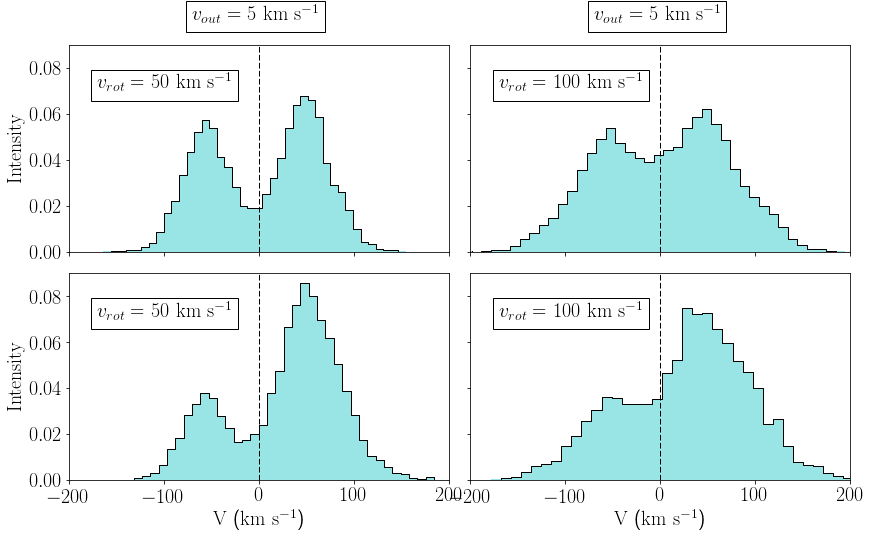 v_out = 5 km s⁻¹ v_out = 5 km s⁻¹
0.08
v_rot = 50 km s⁻¹ v_rot = 100 km s⁻¹
0.06
Intensity
0.04
0.02
0.00
0.08
v_rot = 50 km s⁻¹ v_rot = 100 km s⁻¹
0.06
Intensity
0.04
0.02
0.00
−200 −100 0 100 200 −200 −100 0 100 200
V (km s⁻¹) V (km s⁻¹)